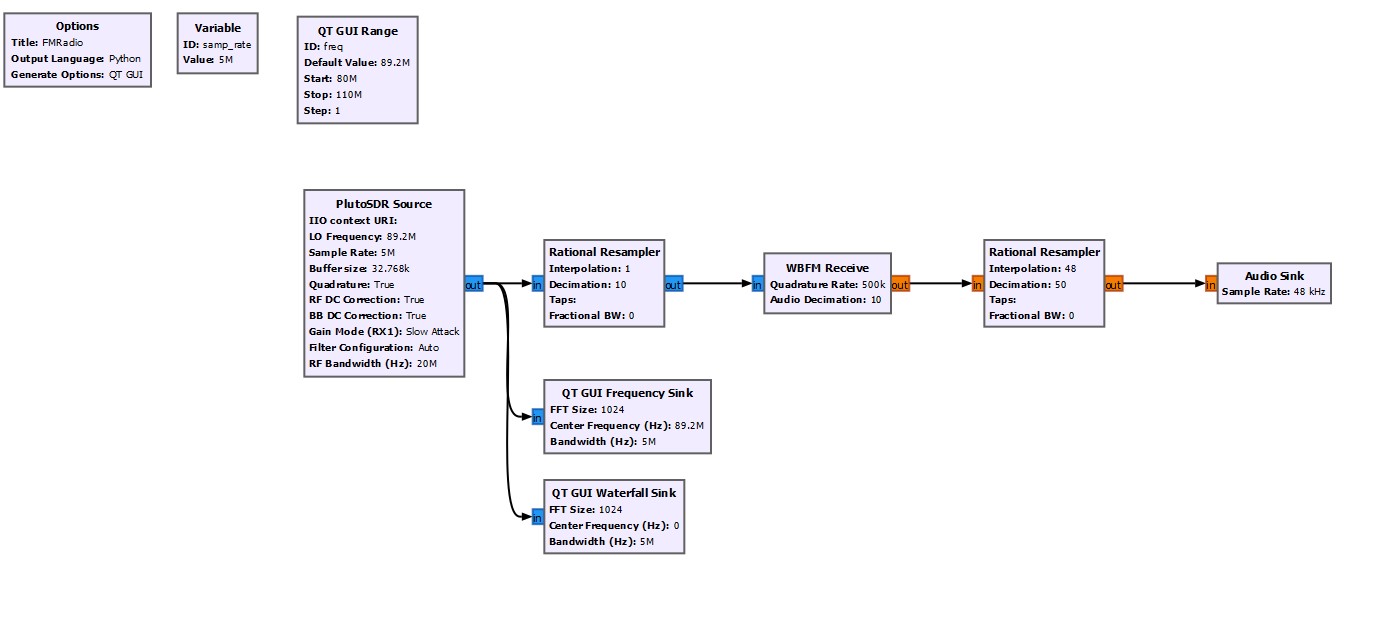 Options
Title: FMRadio
Output Language: Python
Generate Options: QT GUI
Variable
ID: samp_rate
Value: 5M
QT GUI Range
ID: freq
Default Value: 89.2M
Start: 80M
Stop: 110M
Step: 1
PlutoSDR Source
IIO context URI:
LO Frequency: 89.2M
Sample Rate: 5M
Buffer size: 32.768k
Quadrature: True
RF DC Correction: True
BB DC Correction: True
Gain Mode (RX1): Slow Attack
Filter Configuration: Auto
RF Bandwidth (Hz): 20M
out
in
Rational Resampler
Interpolation: 1
Decimation: 10
Taps:
Fractional BW: 0
out
in
WBFM Receive
Quadrature Rate: 500k
Audio Decimation: 10
out
in
Rational Resampler
Interpolation: 48
Decimation: 50
Taps:
Fractional BW: 0
out
in
Audio Sink
Sample Rate: 48 kHz
in
QT GUI Frequency Sink
FFT Size: 1024
Center Frequency (Hz): 89.2M
Bandwidth (Hz): 5M
in
QT GUI Waterfall Sink
FFT Size: 1024
Center Frequency (Hz): 0
Bandwidth (Hz): 5M